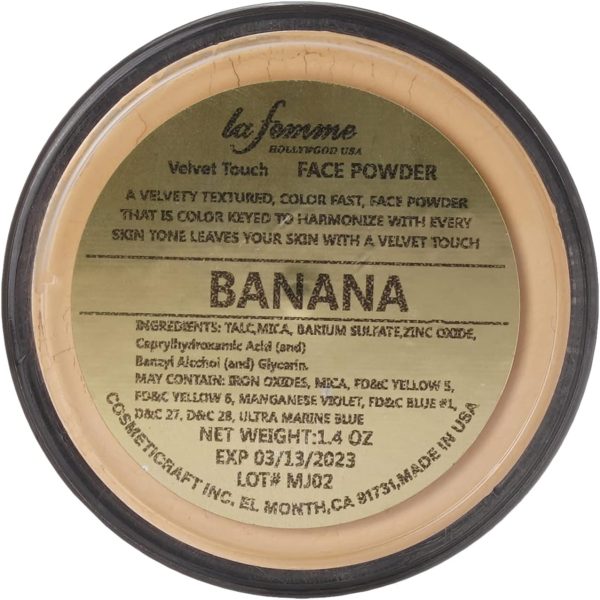 la femme
HOLLYWOOD USA
Velvet Touch FACE POWDER
A VELVETY TEXTURED, COLOR FAST, FACE POWDER
THAT IS COLOR KEYED TO HARMONIZE WITH EVERY
SKIN TONE LEAVES YOUR SKIN WITH A VELVET TOUCH
BANANA
INGREDIENTS: TALC,MICA, BARIUM SULFATE,ZINC OXIDE,
Caprylhydroxamic Acid (and)
Benzyl Alcohol (and) Glycerin.
MAY CONTAIN: IRON OXIDES, MICA, FD&C YELLOW 5,
FD&C YELLOW 6, MANGANESE VIOLET, FD&C BLUE #1,
D&C 27, D&C 28, ULTRA MARINE BLUE
NET WEIGHT:1.4 OZ
EXP 03/13/2023
LOT# MJ02
COSMETICRAFT INC. EL MONTH,CA 91731,MADE IN USA